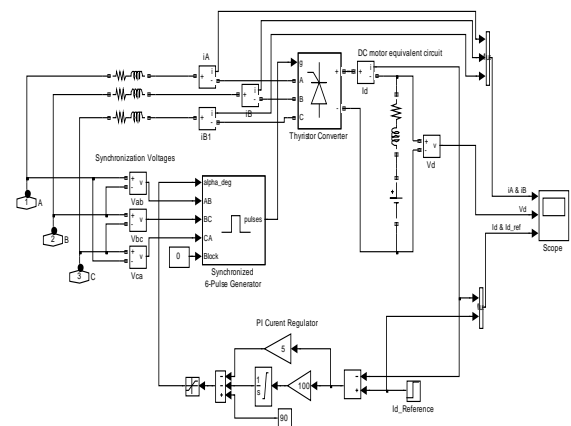 iA
DC motor equivalent circuit
i
+ -
A
B
C
+
-
Id
iB
iB1
Thyristor Converter
Vd
v
Synchronization Voltages
1 A
2 B
3 C
Vab
Vbc
Vca
alpha_deg
AB
BC
CA
Block
pulses
0
Synchronized
6-Pulse Generator
iA & iB
Vd
Id & Id_ref
Scope
PI Curent Regulator
5
1
s
100
90
Id_Reference